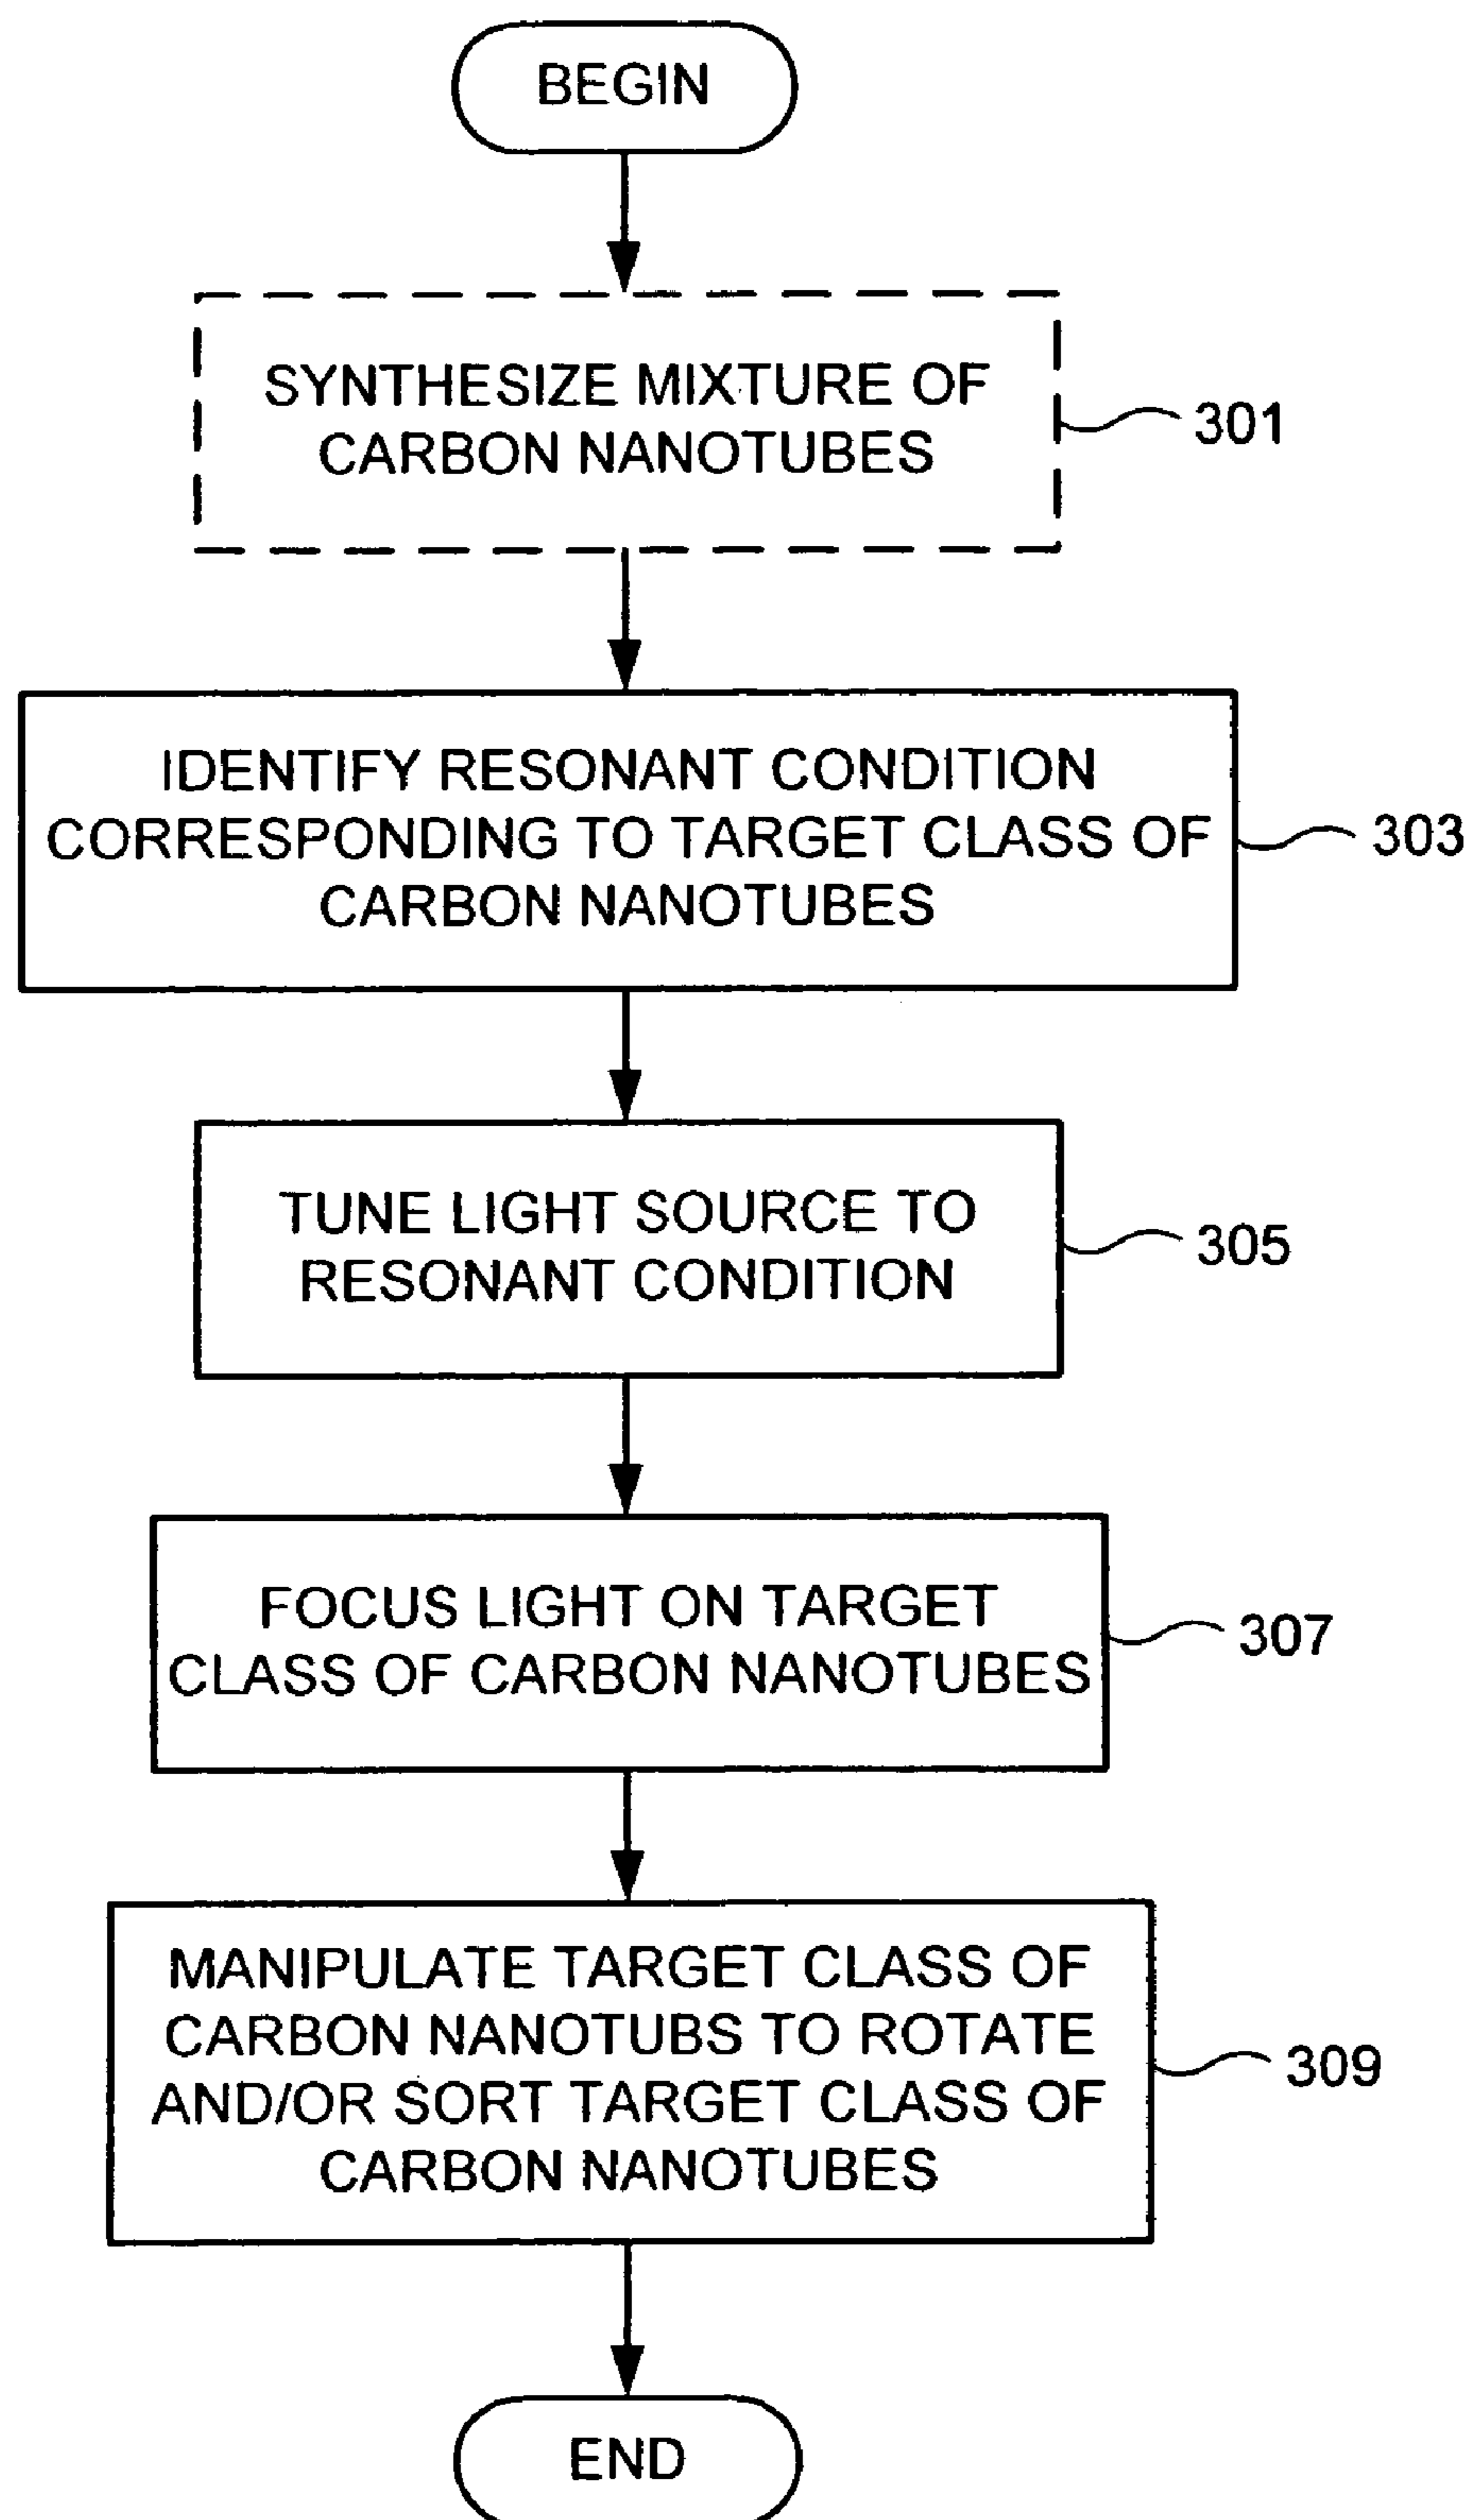 BEGIN
SYNTHESIZE MIXTURE OF
CARBON NANOTUBES
301
IDENTIFY RESONANT CONDITION
CORRESPONDING TO TARGET CLASS OF
CARBON NANOTUBES
303
TUNE LIGHT SOURCE TO
RESONANT CONDITION
305
FOCUS LIGHT ON TARGET
CLASS OF CARBON NANOTUBES
307
MANIPULATE TARGET CLASS OF
CARBON NANOTUBS TO ROTATE
AND/OR SORT TARGET CLASS OF
CARBON NANOTUBES
309
END